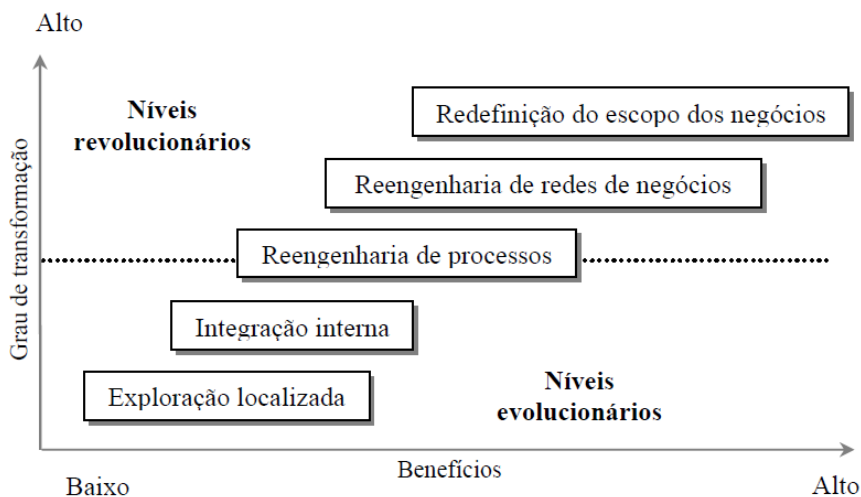 Alto
Níveis
revolucionários
Redefinição do escopo dos negócios
Reengenharia de redes de negócios
Grau de transformação
Reengenharia de processos
Integração interna
Exploração localizada
Níveis
evolucionários
Benefícios
Baixo
Alto